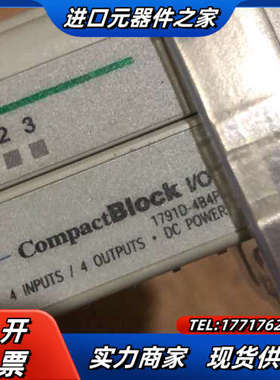 进口元器件之家
2 3
CompactBlock I/O
1791D-4B4P
4 INPUTS / 4 OUTPUTS · DC POWER
开
票
TEL:1771762
实力商家 现货供